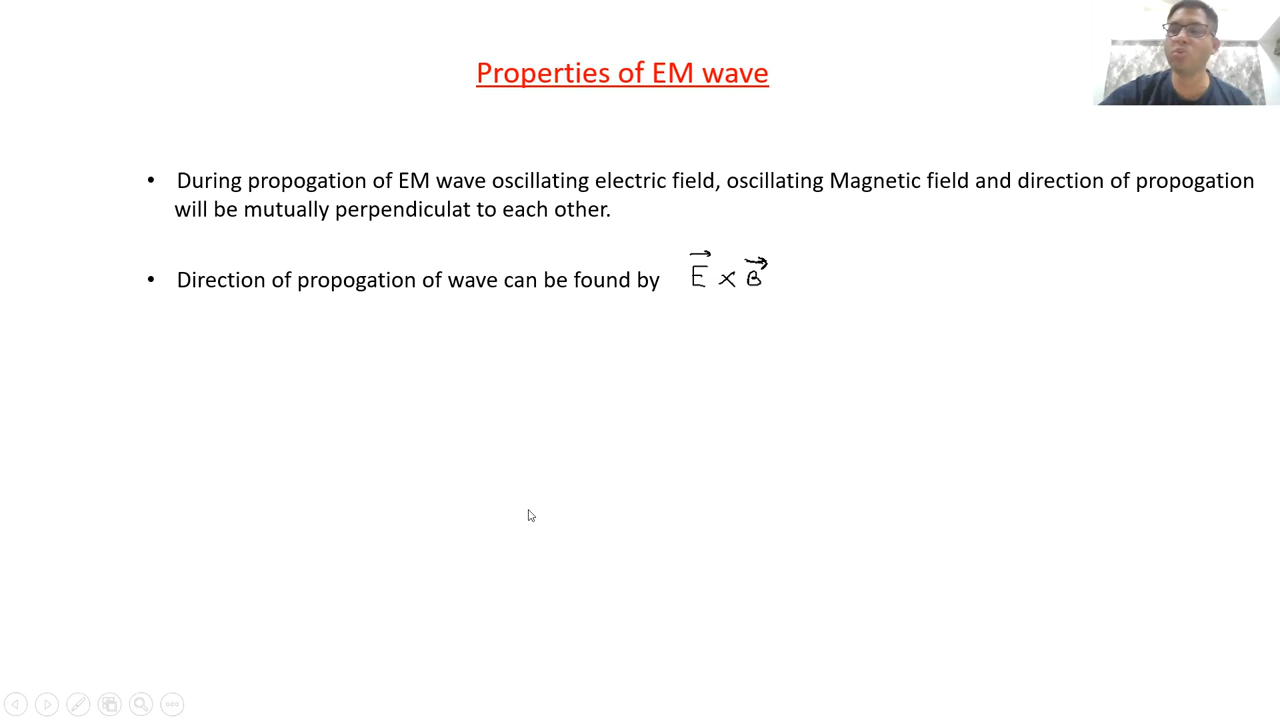 Properties of EM wave
• During propogation of EM wave oscillating electric field, oscillating Magnetic field and direction of propogation
will be mutually perpendiculat to each other.
• Direction of propogation of wave can be found by E⃗ × B⃗